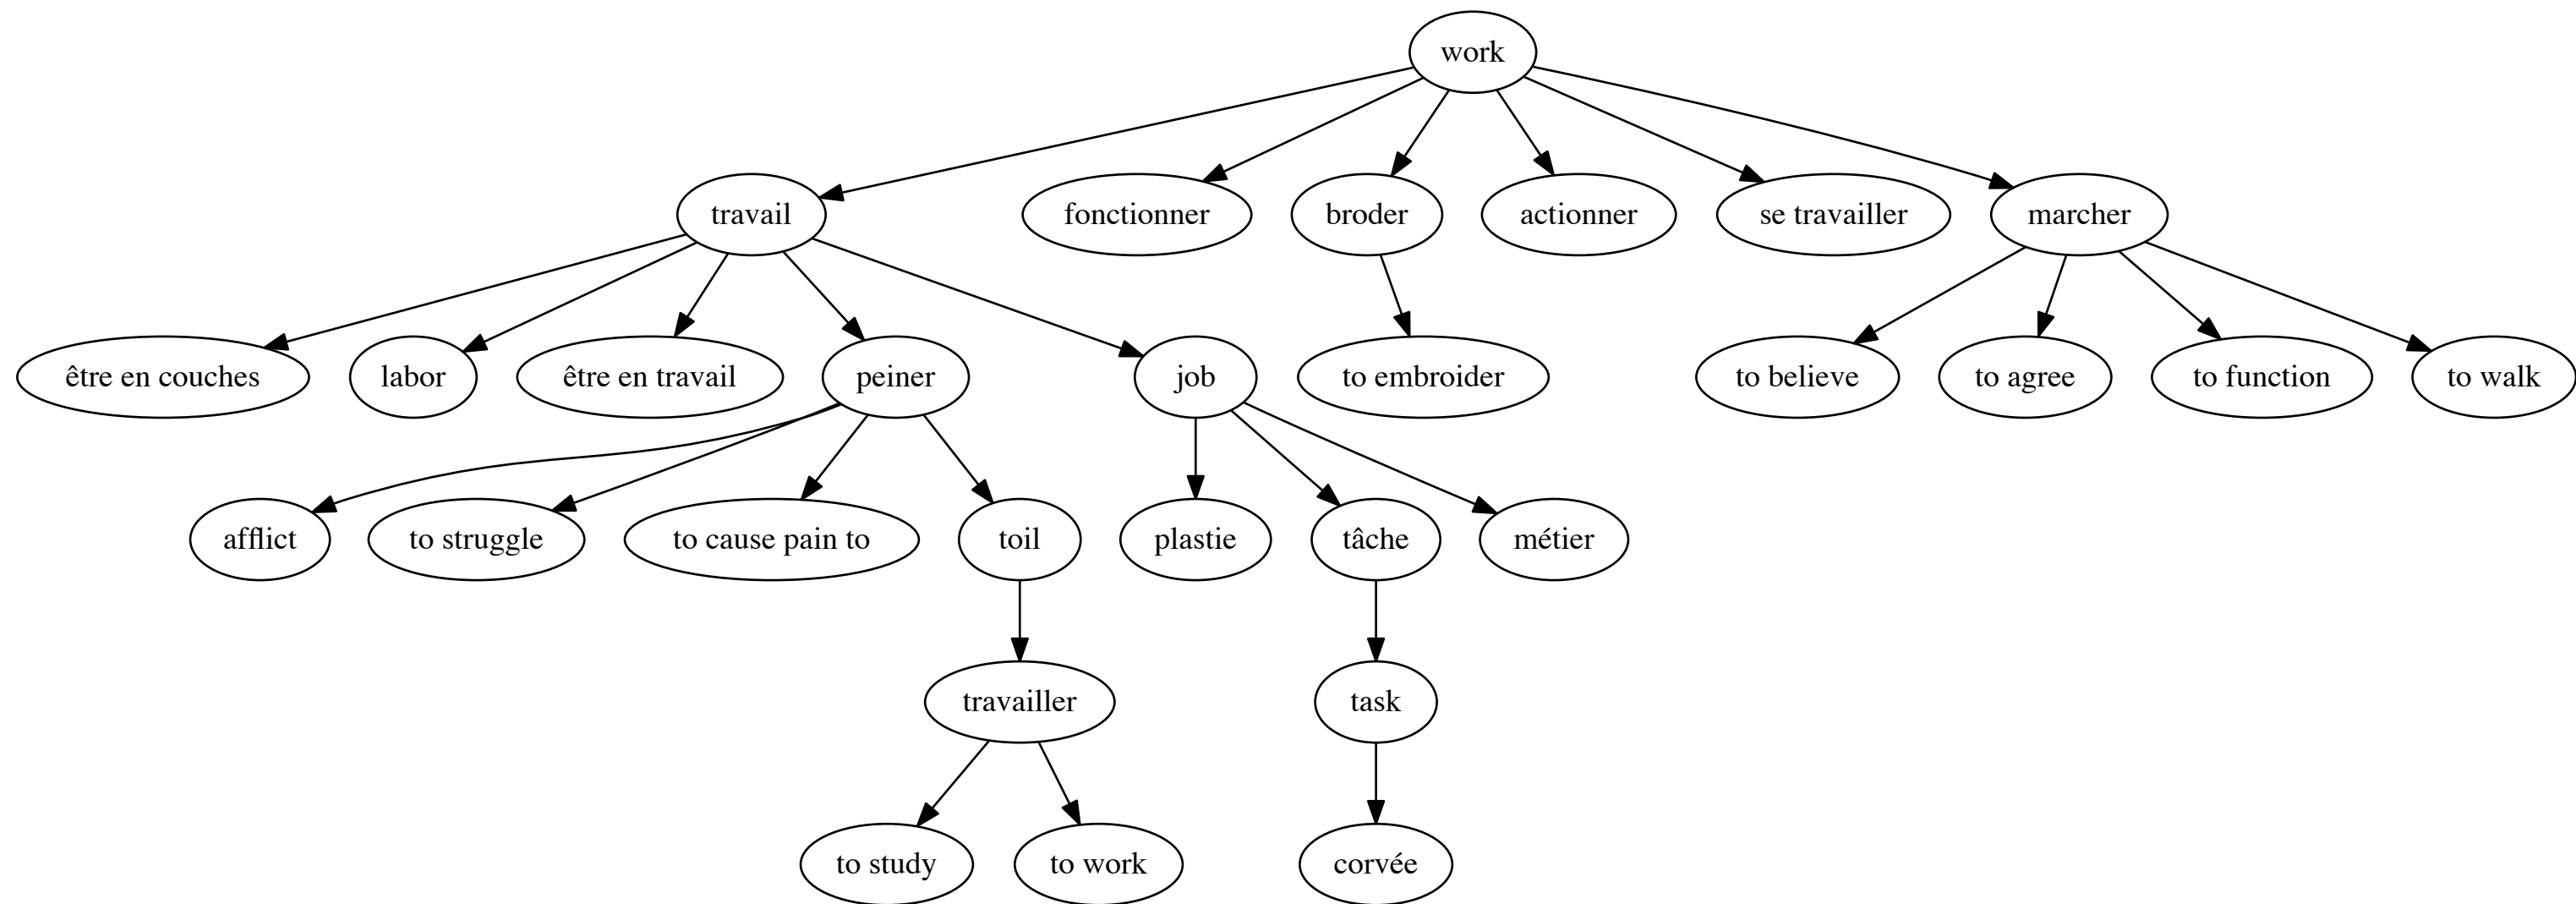 work
travail
fonctionner
broder
actionner
se travailler
marcher
être en couches
labor
être en travail
peiner
job
to embroider
to believe
to agree
to function
to walk
afflict
to struggle
to cause pain to
toil
plastie
tâche
métier
travailler
task
to study
to work
corvée